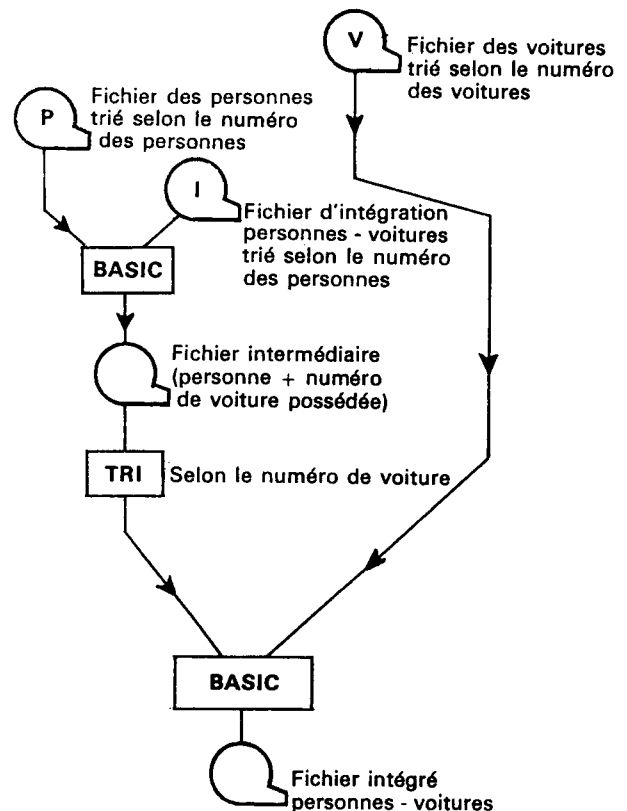 V
Fichier des voitures
trié selon le numéro
des voitures
P
Fichier des personnes
trié selon le numéro
des personnes
I
Fichier d'intégration
personnes - voitures
trié selon le numéro
des personnes
BASIC
Fichier intermédiaire
(personne + numéro
de voiture possédée)
TRI
Selon le numéro de voiture
BASIC
Fichier intégré
personnes - voitures